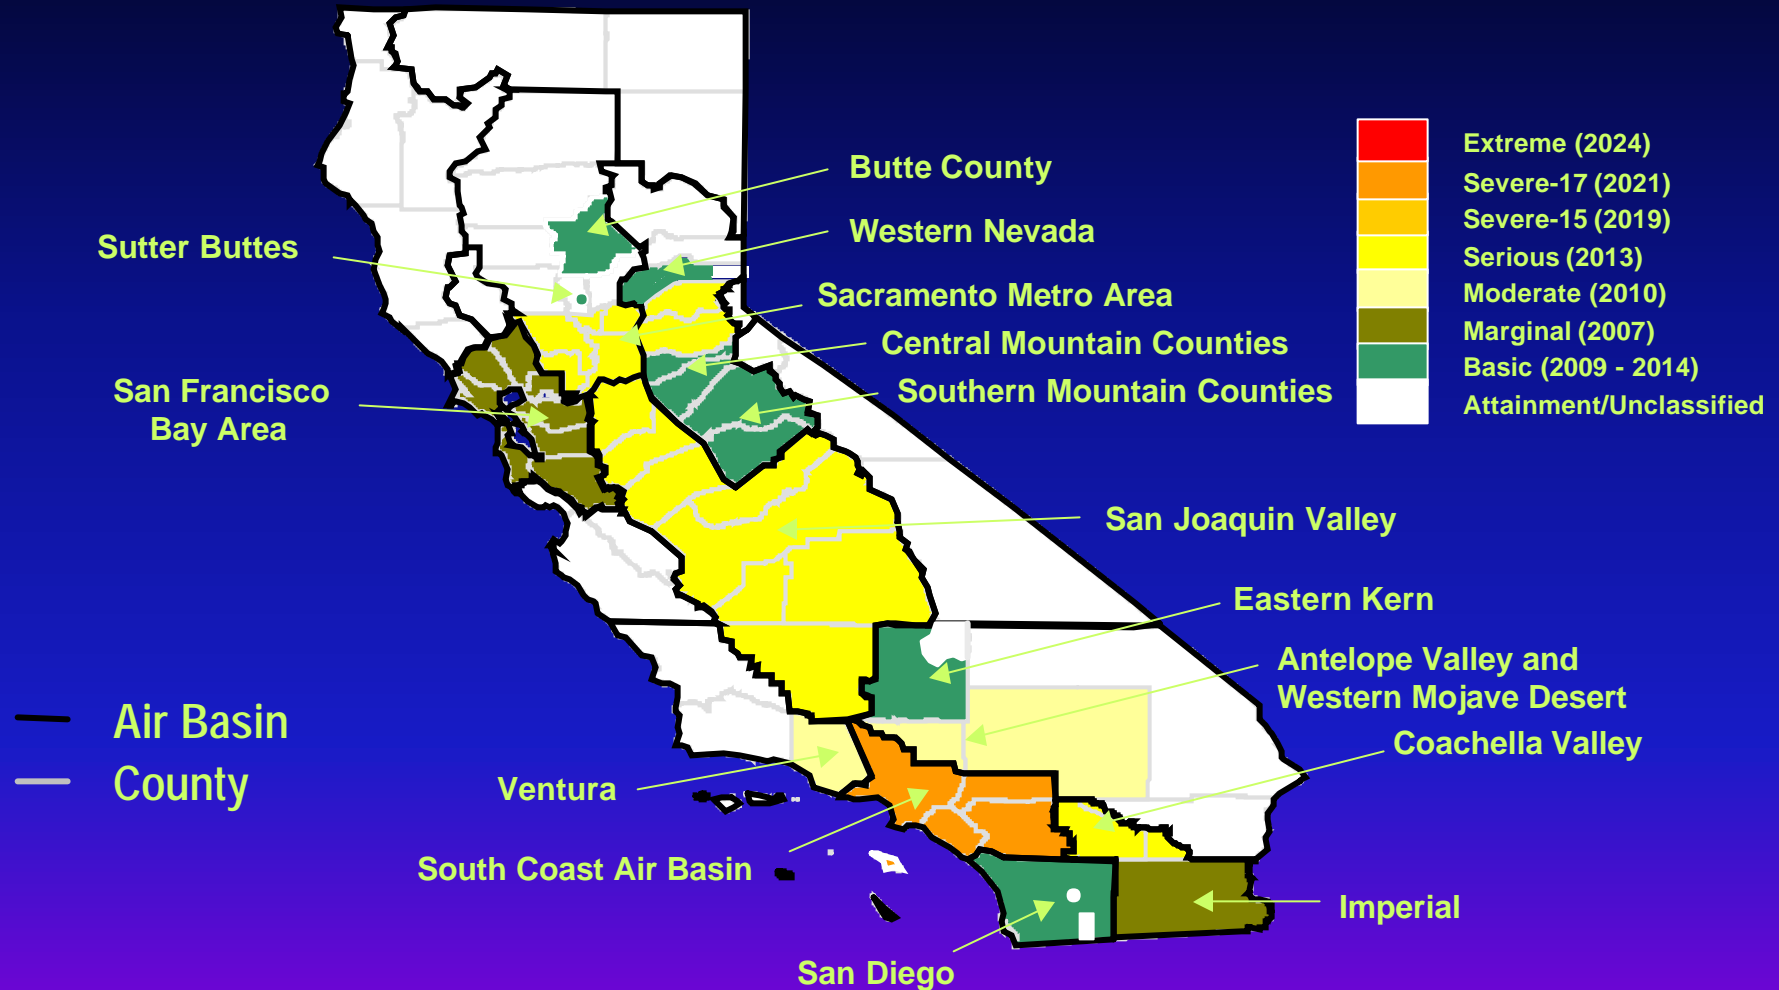 Butte County
Western Nevada
Sutter Buttes
Sacramento Metro Area
Central Mountain Counties
San Francisco
Bay Area
Southern Mountain Counties
San Joaquin Valley
Eastern Kern
Antelope Valley and
Western Mojave Desert
Coachella Valley
Ventura
South Coast Air Basin
Imperial
San Diego
Extreme (2024)
Severe-17 (2021)
Severe-15 (2019)
Serious (2013)
Moderate (2010)
Marginal (2007)
Basic (2009 - 2014)
Attainment/Unclassified
Air Basin
County